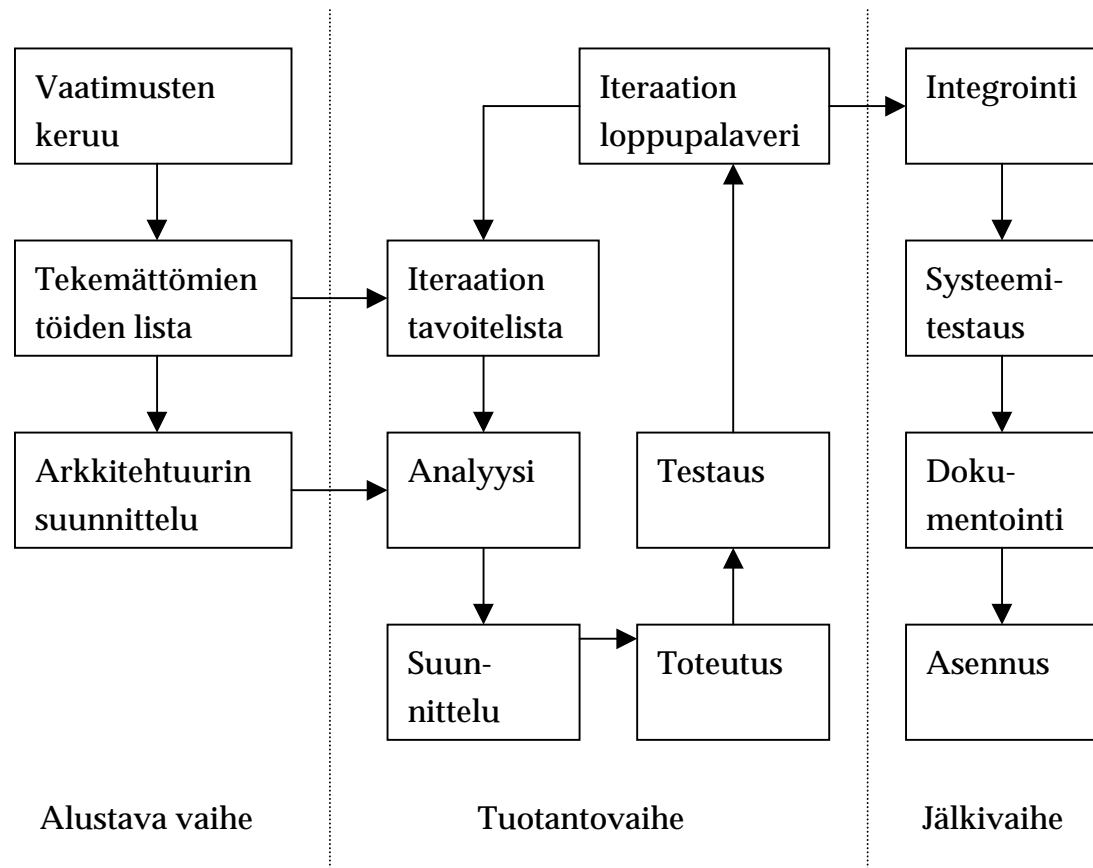 Vaatimusten
keruu
Tekemättömien
töiden lista
Arkkitehtuurin
suunnittelu
Alustava vaihe
Iteraation
loppupalaveri
Iteraation
tavoitelista
Analyysi
Testaus
Suun-
nittelu
Toteutus
Tuotantovaihe
Integrointi
Systeemi-
testaus
Doku-
mentointi
Asennus
Jälkivaihe